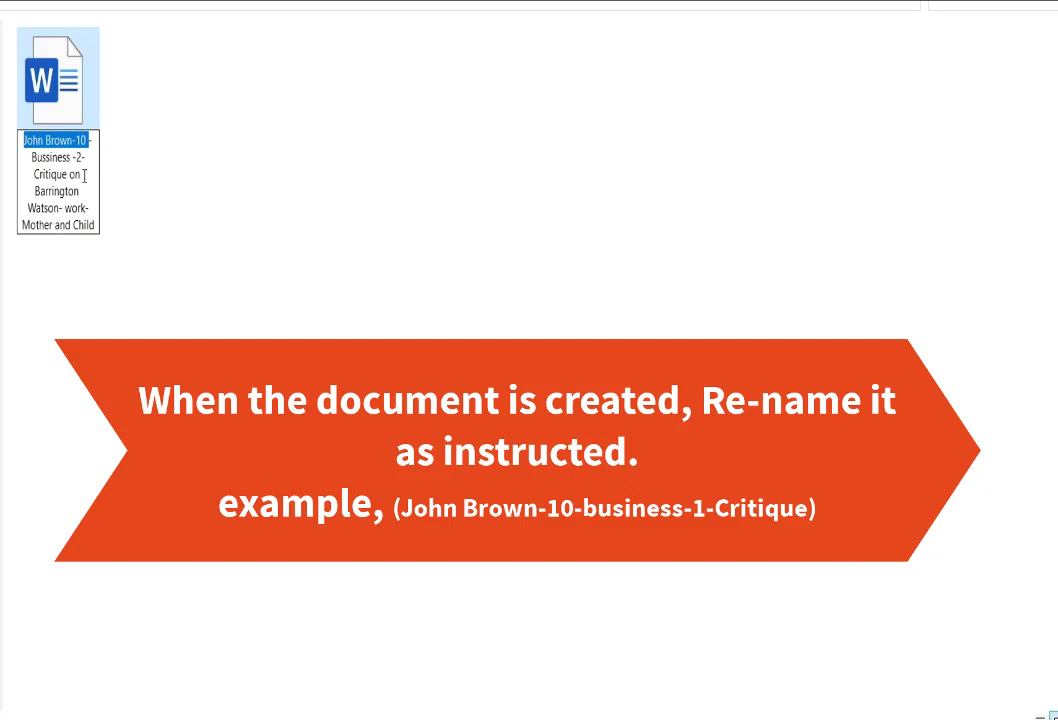 W
John Brown-10 -
Bussiness -2-
Critique on
Barrington
Watson- work-
Mother and Child
When the document is created, Re-name it
as instructed.
example, (John Brown-10-business-1-Critique)